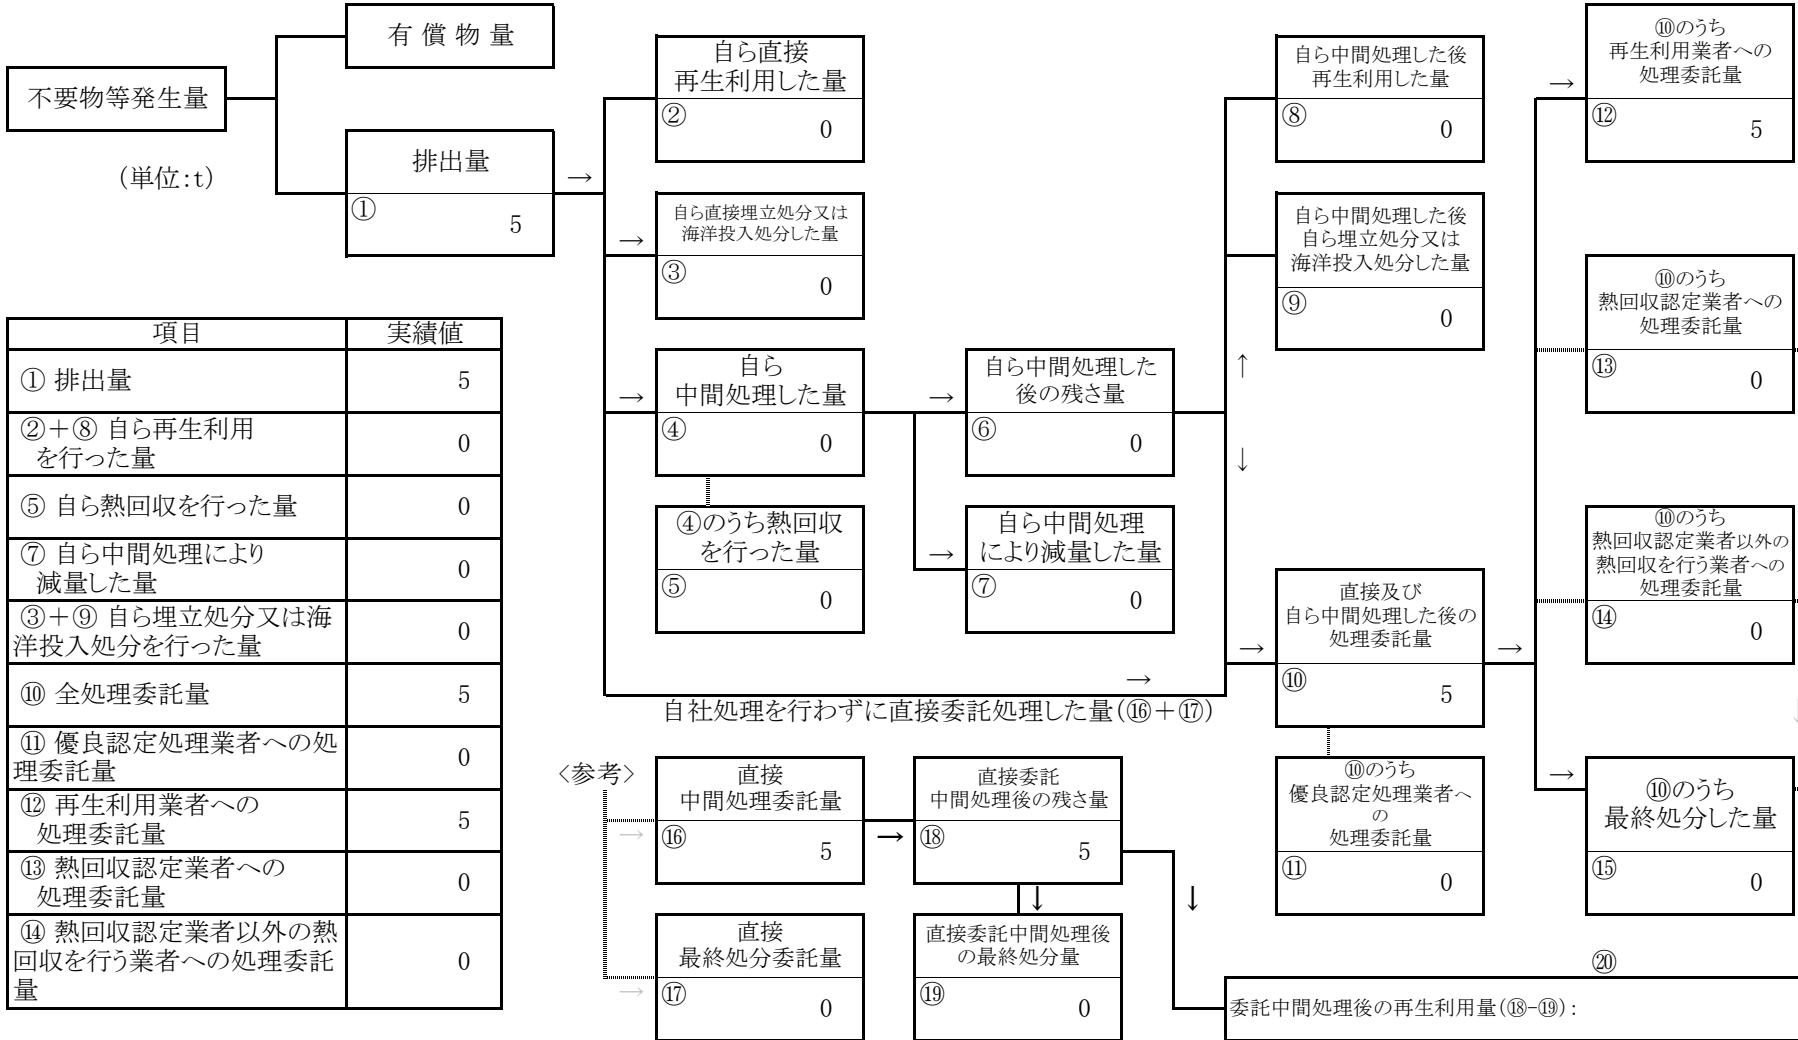 有償物量
不要物等発生量
(単位:t)
排出量
→
① 5
自ら直接
再生利用した量
② 0
→
自ら直接埋立処分又は
海洋投入処分した量
③ 0
→
自ら
中間処理した量
④ 0
④のうち熱回収
を行った量
⑤ 0
→
自ら中間処理した
後の残さ量
⑥ 0
→
自ら中間処理
により減量した量
⑦ 0
↑
↓
自ら中間処理した後
再生利用した量
⑧ 0
自ら中間処理した後
自ら埋立処分又は
海洋投入処分した量
⑨ 0
→
自社処理を行わずに直接委託処理した量(⑯+⑰)
→
直接及び
自ら中間処理した後の
処理委託量
⑩ 5
→
⑩のうち
優良認定処理業者へ
の
処理委託量
⑪ 0
→
⑩のうち
再生利用業者への
処理委託量
⑫ 5
⑩のうち
熱回収認定業者への
処理委託量
⑬ 0
⑩のうち
熱回収認定業者以外の
熱回収を行う業者への
処理委託量
⑭ 0
↓
→
⑩のうち
最終処分した量
⑮ 0
項目 実績値
① 排出量 5
②+⑧ 自ら再生利用
を行った量 0
⑤ 自ら熱回収を行った量 0
⑦ 自ら中間処理により
減量した量 0
③+⑨ 自ら埋立処分又は海
洋投入処分を行った量 0
⑩ 全処理委託量 5
⑪ 優良認定処理業者への処
理委託量 0
⑫ 再生利用業者への
処理委託量 5
⑬ 熱回収認定業者への
処理委託量 0
⑭ 熱回収認定業者以外の熱
回収を行う業者への処理委託
量 0
<参考>
→
直接
中間処理委託量
⑯ 5
→
直接委託
中間処理後の残さ量
⑱ 5
↓
↓
→
直接
最終処分委託量
⑰ 0
直接委託中間処理後
の最終処分量
⑲ 0
⑳
委託中間処理後の再生利用量(⑱-⑲):